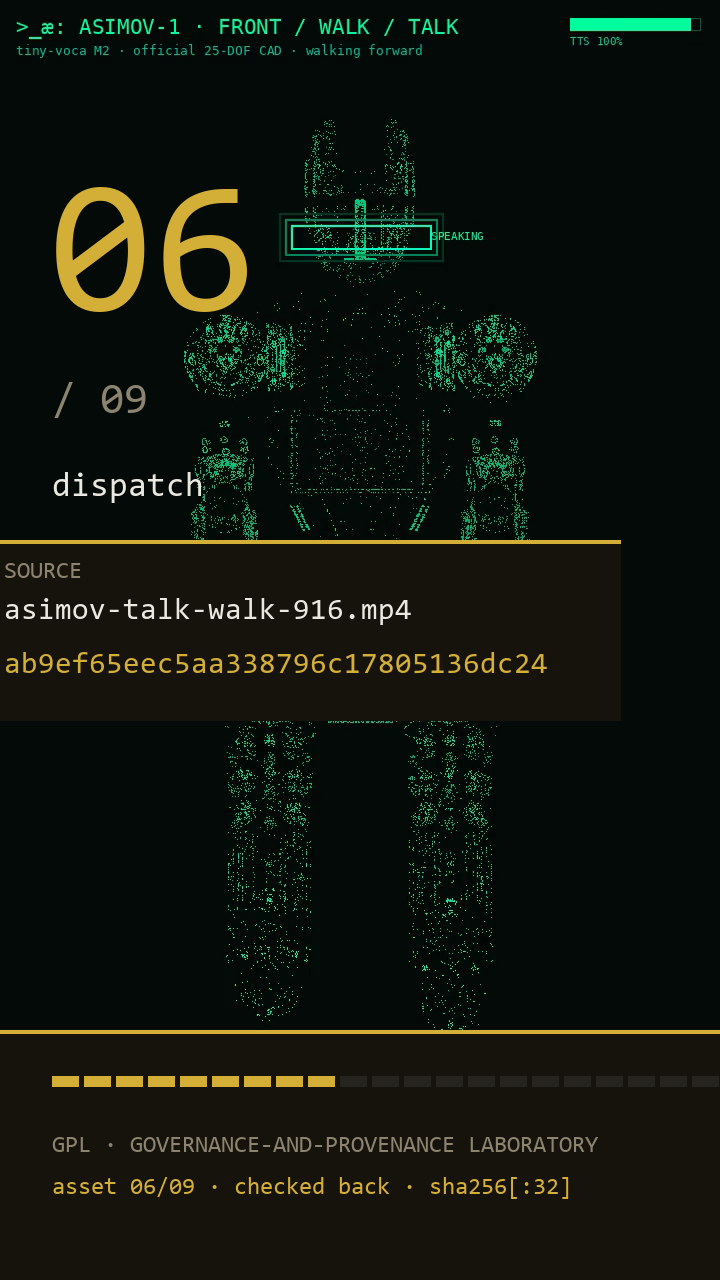 >_æ: ASIMOV-1 · FRONT / WALK / TALK
tiny-voca M2 · official 25-DOF CAD · walking forward
TTS 100%
06
SPEAKING
/ 09
dispatch
SOURCE
asimov-talk-walk-916.mp4
ab9ef65eec5aa338796c17805136dc24
GPL · GOVERNANCE-AND-PROVENANCE LABORATORY
asset 06/09 · checked back · sha256[:32]